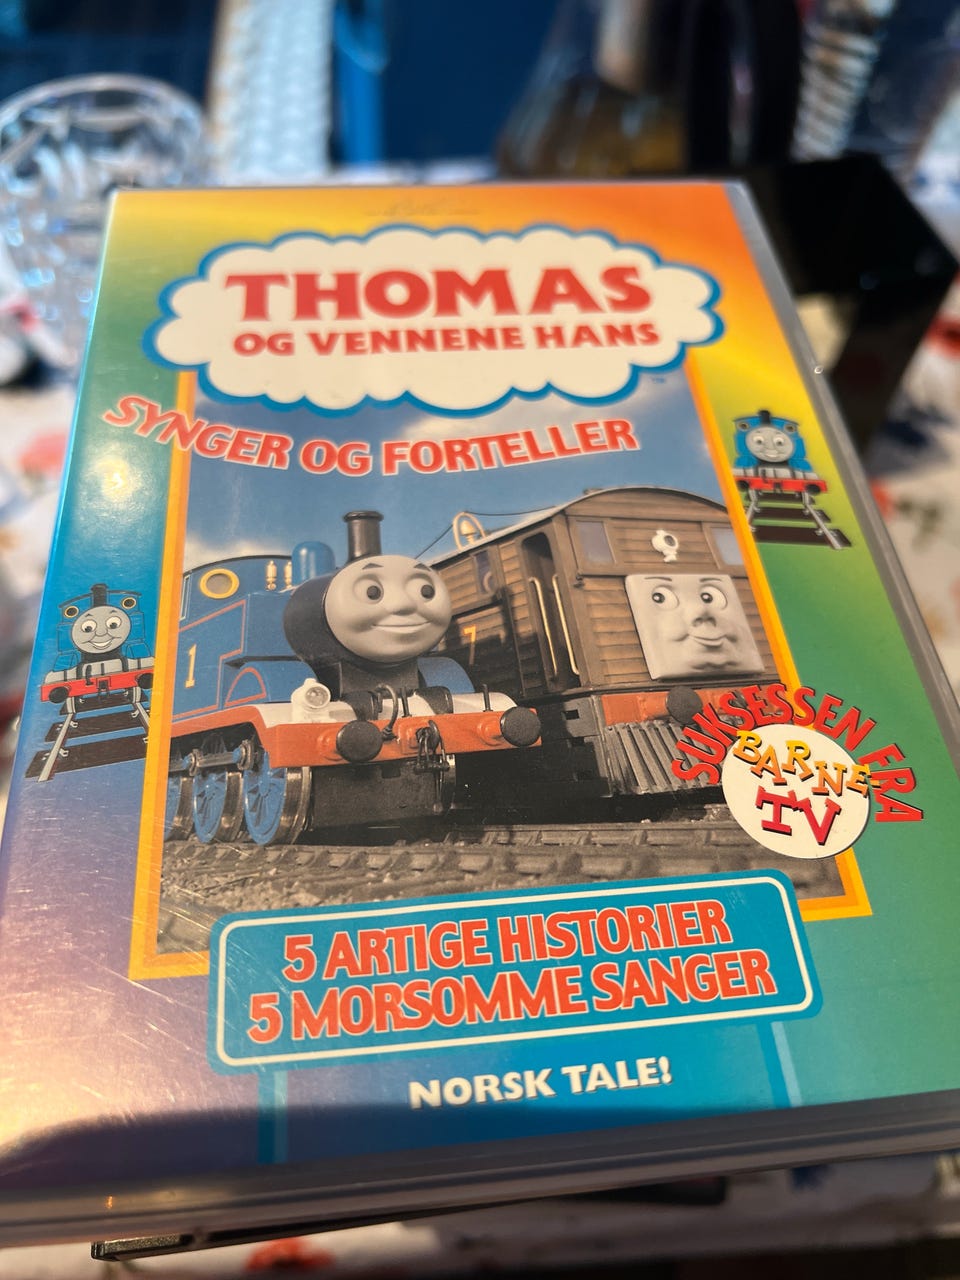 THOMAS
OG VENNENE HANS
TM
SYNGER OG FORTELLER
1
7
SUKSESSEN FRA
BARNE-
TV
5 ARTIGE HISTORIER
5 MORSOMME SANGER
NORSK TALE!